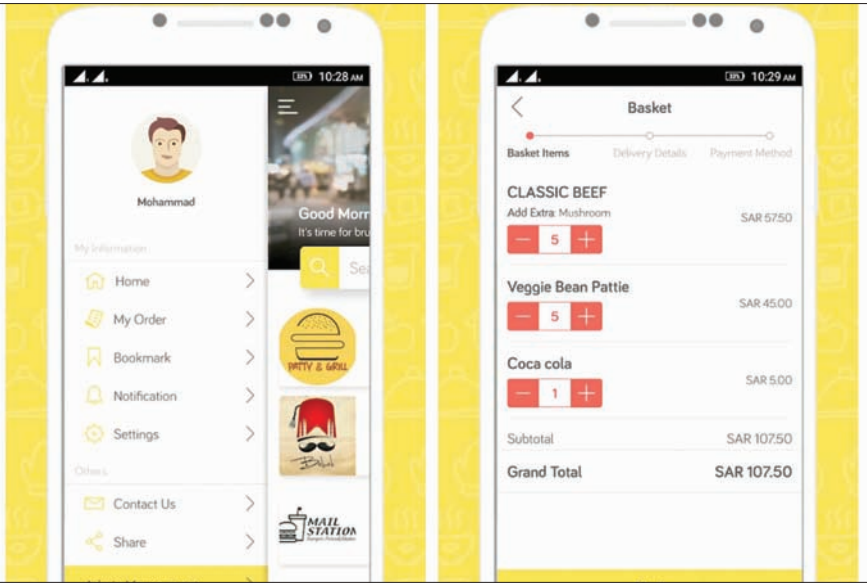 10:28 AM
Mohammad
My Information
Home
My Order
Bookmark
Notification
Settings
Others
Contact Us
Share
Good Morn
It's time for bru
Sea
PATTY & GRILL
MAIL
STATION
33% 10:29 AM
Basket
Basket Items
Delivery Details
Payment Method
CLASSIC BEEF
Add Extra: Mushroom
SAR 57.50
5
Veggie Bean Pattie
SAR 45.00
5
Coca cola
SAR 5.00
1
Subtotal SAR 107.50
Grand Total SAR 107.50